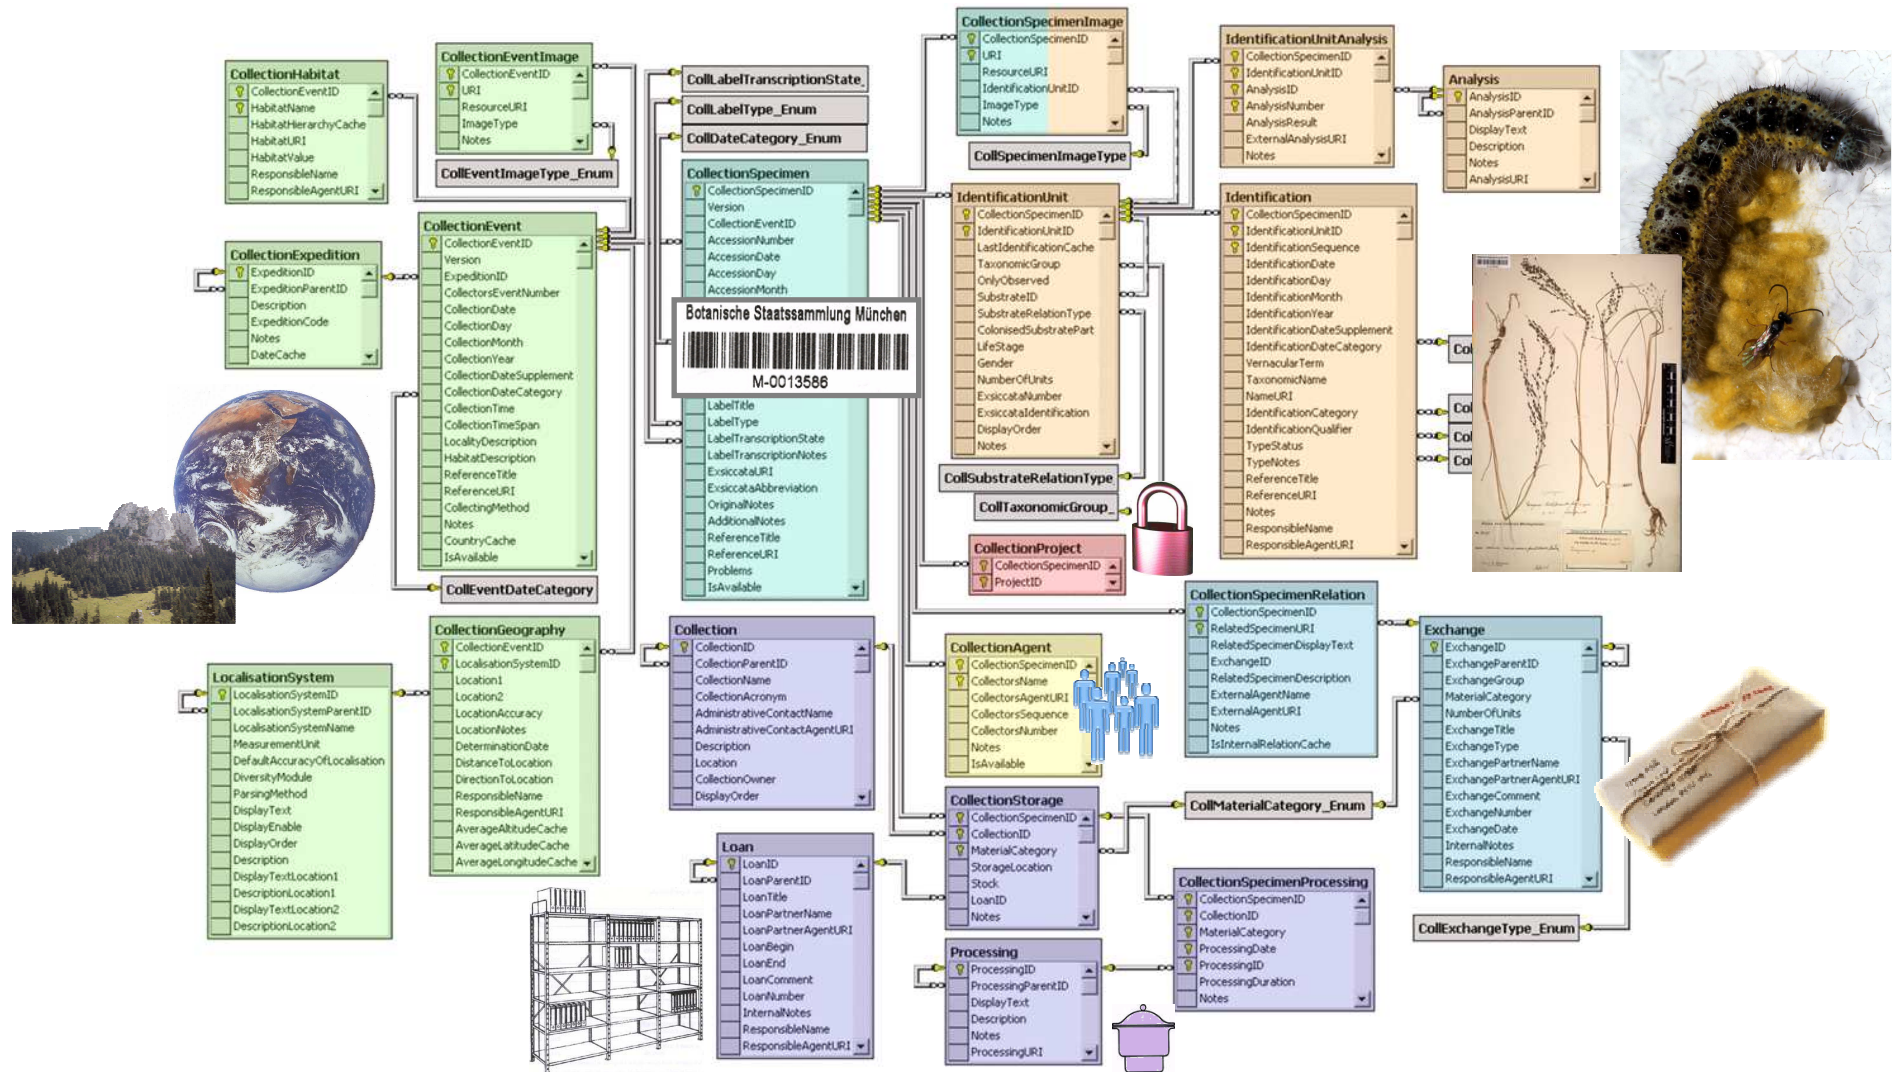 CollectionHabitat
CollectionEventID
HabitatName
HabitatHierarchyCache
HabitatURI
HabitatValue
ResponsibleName
ResponsibleAgentURI
CollectionEventImage
CollectionEventID
URI
ResourceURI
ImageType
Notes
CollEventImageType_Enum
CollectionExpedition
ExpeditionID
ExpeditionParentID
Description
ExpeditionCode
Notes
DateCache
CollectionEvent
CollectionEventID
Version
ExpeditionID
CollectorsEventNumber
CollectionDate
CollectionDay
CollectionMonth
CollectionYear
CollectionDateSupplement
CollectionDateCategory
CollectionTime
CollectionTimeSpan
LocalityDescription
HabitatDescription
ReferenceTitle
ReferenceURI
CollectingMethod
Notes
CountryCache
IsAvailable
CollEventDateCategory
LocalisationSystem
LocalisationSystemID
LocalisationSystemParentID
LocalisationSystemName
MeasurementUnit
DefaultAccuracyOfLocalisation
DiversityModule
ParsingMethod
DisplayText
DisplayEnable
DisplayOrder
Description
DisplayTextLocation1
DescriptionLocation1
DisplayTextLocation2
DescriptionLocation2
CollectionGeography
CollectionEventID
LocalisationSystemID
Location1
Location2
LocationAccuracy
LocationNotes
DeterminationDate
DistanceToLocation
DirectionToLocation
ResponsibleName
ResponsibleAgentURI
AverageAltitudeCache
AverageLatitudeCache
AverageLongitudeCache
CollLabelTranscriptionState_
CollLabelType_Enum
CollDateCategory_Enum
CollectionSpecimen
CollectionSpecimenID
Version
CollectionEventID
AccessionNumber
AccessionDate
AccessionDay
AccessionMonth
Botanische Staatssammlung München
M-0013586
LabelTitle
LabelType
LabelTranscriptionState
LabelTranscriptionNotes
ExsiccataURI
ExsiccataAbbreviation
OriginalNotes
AdditionalNotes
ReferenceTitle
ReferenceURI
Problems
IsAvailable
Collection
CollectionID
CollectionParentID
CollectionName
CollectionAcronym
AdministrativeContactName
AdministrativeContactAgentURI
Description
Location
CollectionOwner
DisplayOrder
Loan
LoanID
LoanParentID
LoanTitle
LoanPartnerName
LoanPartnerAgentURI
LoanBegin
LoanEnd
LoanComment
LoanNumber
InternalNotes
ResponsibleName
ResponsibleAgentURI
CollectionSpecimenImage
CollectionSpecimenID
URI
ResourceURI
IdentificationUnitID
ImageType
Notes
CollSpecimenImageType
IdentificationUnit
CollectionSpecimenID
IdentificationUnitID
LastIdentificationCache
TaxonomicGroup
OnlyObserved
SubstrateID
SubstrateRelationType
ColonisedSubstratePart
LifeStage
Gender
NumberOfUnits
ExsiccataNumber
ExsiccataIdentification
DisplayOrder
Notes
CollSubstrateRelationType
CollTaxonomicGroup_
CollectionProject
CollectionSpecimenID
ProjectID
CollectionAgent
CollectionSpecimenID
CollectorsName
CollectorsAgentURI
CollectorsSequence
CollectorsNumber
Notes
IsAvailable
CollectionStorage
CollectionSpecimenID
CollectionID
MaterialCategory
StorageLocation
Stock
LoanID
Notes
Processing
ProcessingID
ProcessingParentID
DisplayText
Description
Notes
ProcessingURI
IdentificationUnitAnalysis
CollectionSpecimenID
IdentificationUnitID
AnalysisID
AnalysisNumber
AnalysisResult
ExternalAnalysisURI
Notes
Analysis
AnalysisID
AnalysisParentID
DisplayText
Description
Notes
AnalysisURI
Identification
CollectionSpecimenID
IdentificationUnitID
IdentificationSequence
IdentificationDate
IdentificationDay
IdentificationMonth
IdentificationYear
IdentificationDateSupplement
IdentificationDateCategory
VernacularTerm
TaxonomicName
NameURI
IdentificationCategory
IdentificationQualifier
TypeStatus
TypeNotes
ReferenceTitle
ReferenceURI
Notes
ResponsibleName
ResponsibleAgentURI
CollectionSpecimenRelation
CollectionSpecimenID
RelatedSpecimenURI
RelatedSpecimenDisplayText
ExchangeID
RelatedSpecimenDescription
ExternalAgentName
ExternalAgentURI
Notes
IsInternalRelationCache
CollMaterialCategory_Enum
CollectionSpecimenProcessing
CollectionSpecimenID
CollectionID
MaterialCategory
ProcessingDate
ProcessingID
ProcessingDuration
Notes
Exchange
ExchangeID
ExchangeParentID
ExchangeGroup
MaterialCategory
NumberOfUnits
ExchangeTitle
ExchangeType
ExchangePartnerName
ExchangePartnerAgentURI
ExchangeComment
ExchangeNumber
ExchangeDate
InternalNotes
ResponsibleName
ResponsibleAgentURI
CollExchangeType_Enum